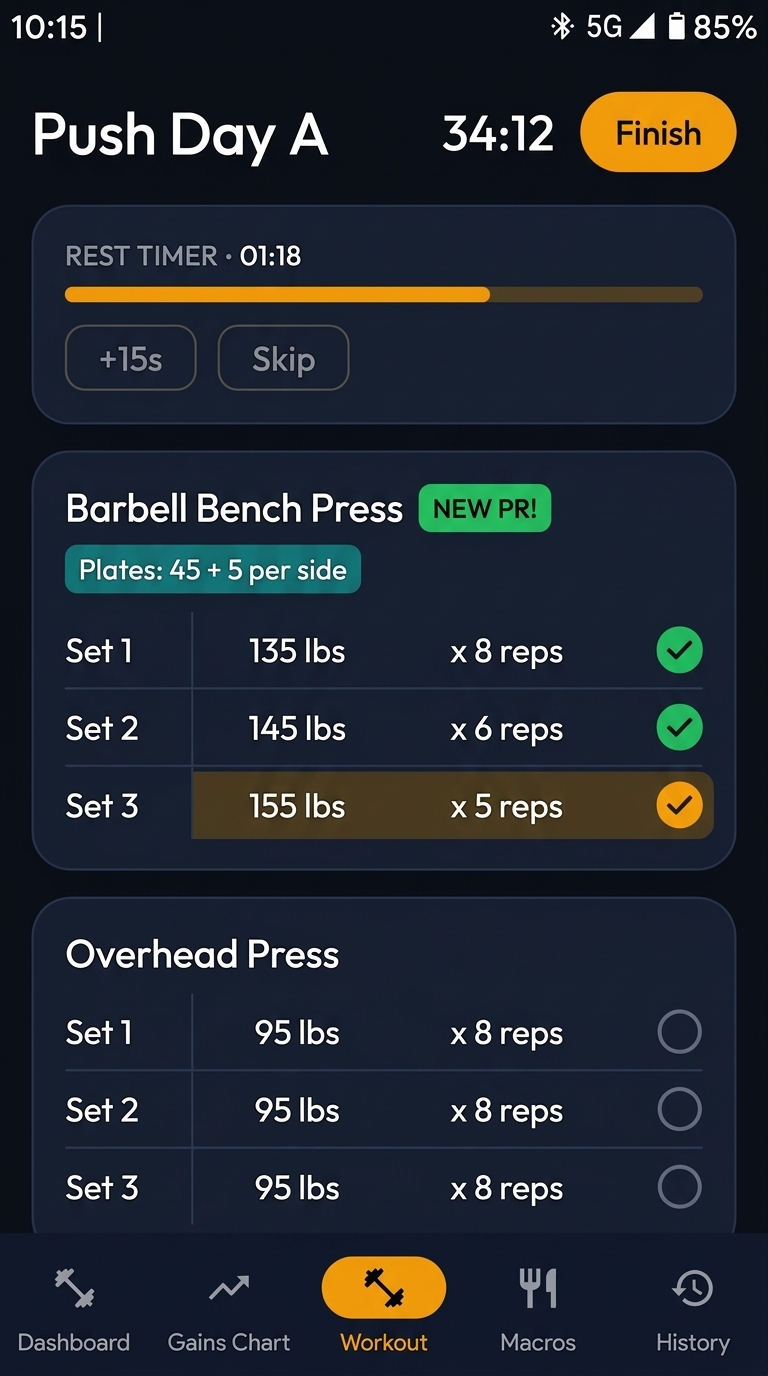 10:15 | 5G 85%
Push Day A 34:12 Finish
REST TIMER · 01:18
+15s Skip
Barbell Bench Press NEW PR!
Plates: 45 + 5 per side
Set 1 135 lbs x 8 reps
Set 2 145 lbs x 6 reps
Set 3 155 lbs x 5 reps
Overhead Press
Set 1 95 lbs x 8 reps
Set 2 95 lbs x 8 reps
Set 3 95 lbs x 8 reps
Dashboard Gains Chart Workout Macros History